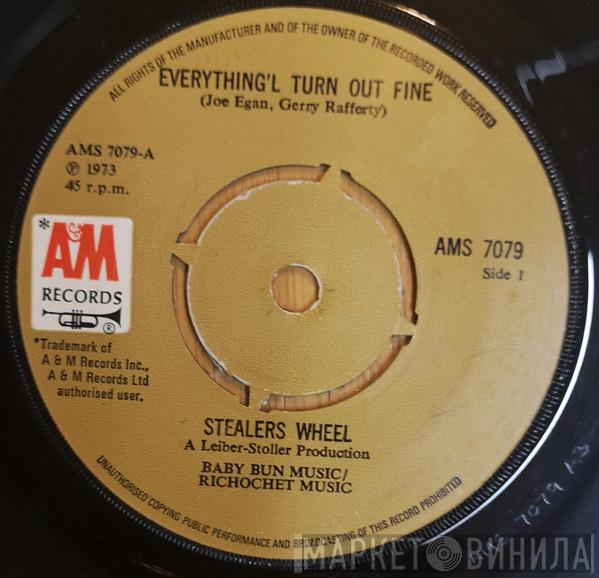 ALL RIGHTS OF THE MANUFACTURER AND OF THE OWNER OF THE RECORDED WORK RESERVED
EVERYTHING'L TURN OUT FINE
(Joe Egan, Gerry Rafferty)
AMS 7079-A
℗ 1973
45 r.p.m.
*A&M
RECORDS
®
*Trademark of
A & M Records Inc.,
A & M Records Ltd
authorised user.
AMS 7079
Side 1
STEALERS WHEEL
A Leiber-Stoller Production
BABY BUN MUSIC/
RICHOCHET MUSIC
UNAUTHORISED COPYING PUBLIC PERFORMANCE AND BROADCASTING OF THIS RECORD PROHIBITED
7079
МАРКЕТ ВИНИЛА